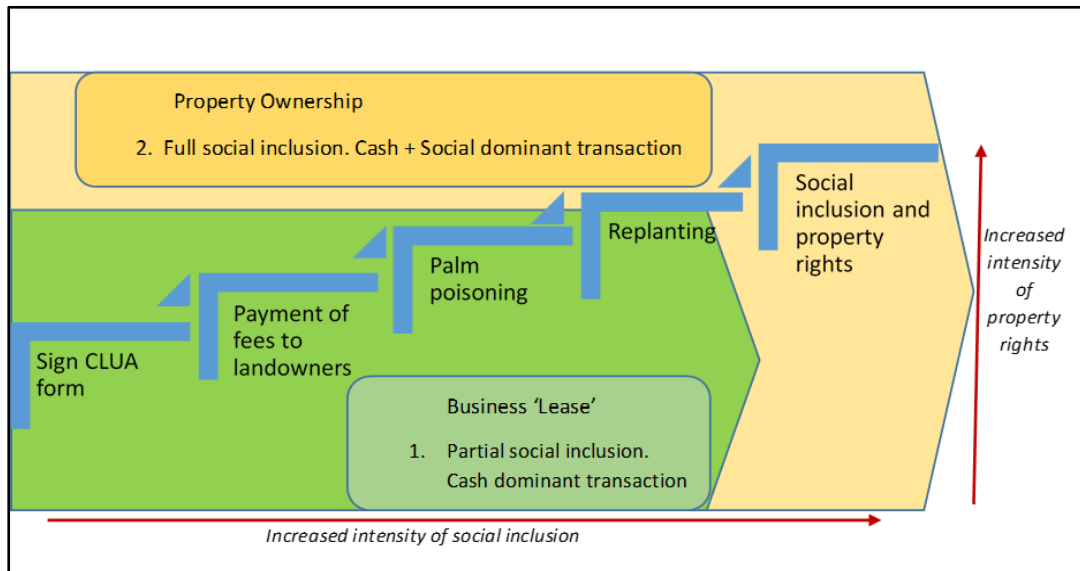 Property Ownership
2. Full social inclusion. Cash + Social dominant transaction
Sign CLUA
form
Payment of
fees to
landowners
Palm
poisoning
Replanting
Social
inclusion and
property
rights
Business ‘Lease’
1. Partial social inclusion.
Cash dominant transaction
Increased
intensity
of
property
rights
Increased intensity of social inclusion